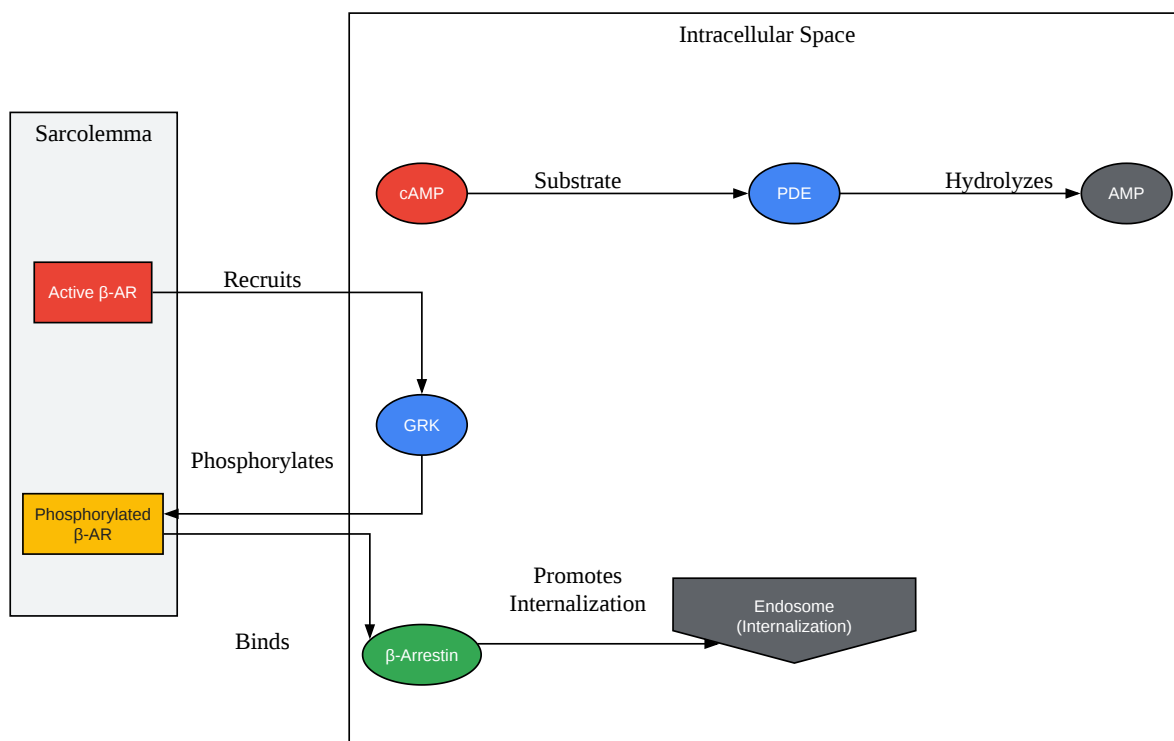 Intracellular Space
Sarcolemma
cAMP
Substrate
PDE
Hydrolyzes
AMP
Active β-AR
Recruits
GRK
Phosphorylates
Phosphorylated
β-AR
Binds
β-Arrestin
Promotes
Internalization
Endosome
(Internalization)